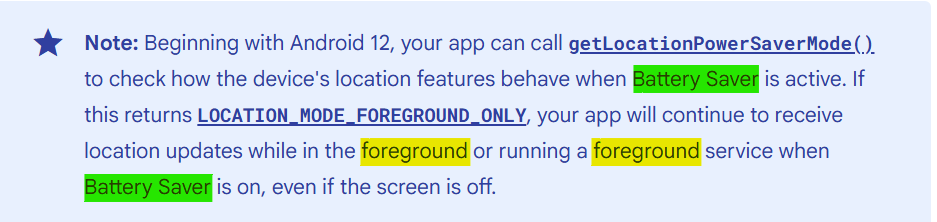 Note: Beginning with Android 12, your app can call getLocationPowerSaverMode()
to check how the device's location features behave when Battery Saver is active. If
this returns LOCATION_MODE_FOREGROUND_ONLY, your app will continue to receive
location updates while in the foreground or running a foreground service when
Battery Saver is on, even if the screen is off.